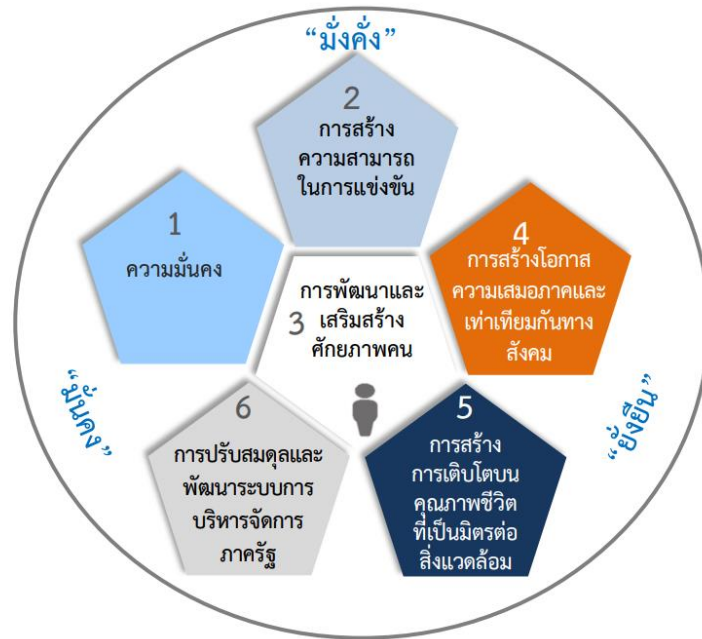 “มั่งคั่ง”
2
การสร้าง
ความสามารถ
ในการแข่งขัน
1
ความมั่นคง
4
การสร้างโอกาส
ความเสมอภาคและ
เท่าเทียมกันทาง
สังคม
3
การพัฒนาและ
เสริมสร้าง
ศักยภาพคน
“มั่นคง”
“ยั่งยืน”
6
การปรับสมดุลและ
พัฒนาระบบการ
บริหารจัดการ
ภาครัฐ
5
การสร้าง
การเติบโตบน
คุณภาพชีวิต
ที่เป็นมิตรต่อ
สิ่งแวดล้อม